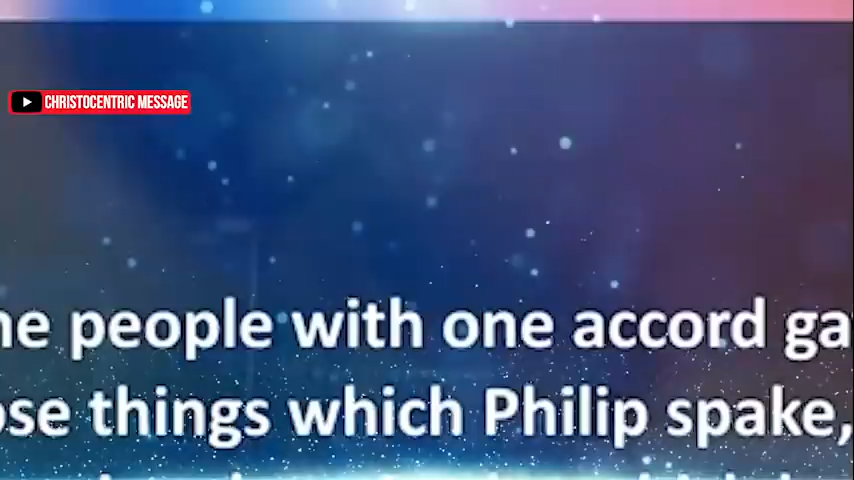 CHRISTOCENTRIC MESSAGE
he people with one accord ga
ose things which Philip spake,